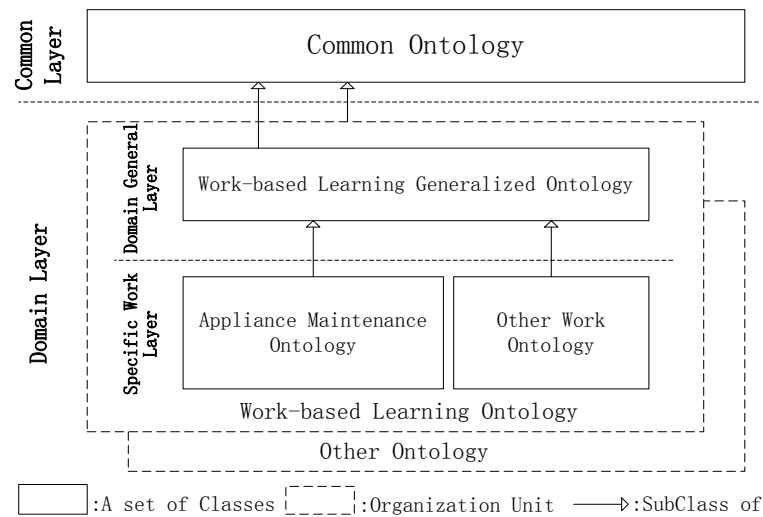 Common
Layer
Common Ontology
Domain Layer
Domain General
Layer
Work-based Learning Generalized Ontology
Specific Work
Layer
Appliance Maintenance
Ontology
Other Work
Ontology
Work-based Learning Ontology
Other Ontology
:A set of Classes
:Organization Unit
:SubClass of